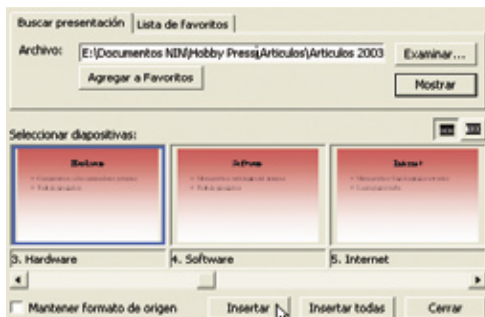 Buscar presentación Lista de favoritos
Archivo: E:\Documentos NIN\Hobby Press\Articulos\Articulos 2003 Examinar...
Agregar a Favoritos Mostrar
Seleccionar diapositivas:
Hardware Software Internet
3. Hardware 4. Software 5. Internet
Mantener formato de origen Insertar Insertar todas Cerrar